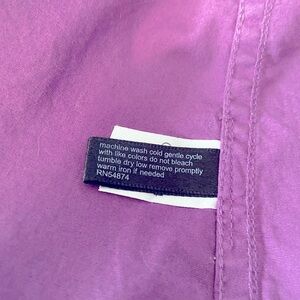 machine wash cold gentle cycle
with like colors do not bleach
tumble dry low remove promptly
warm iron if needed
RN54874